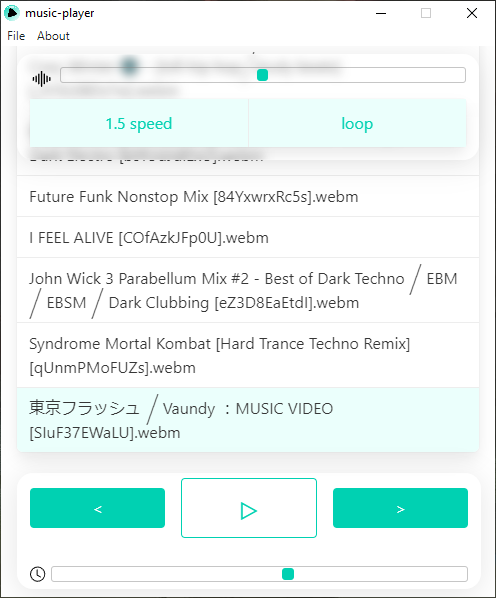 music-player
File About
1.5 speed
loop
Future Funk Nonstop Mix [84YxwrxRc5s].webm
I FEEL ALIVE [COfAzkJFp0U].webm
John Wick 3 Parabellum Mix #2 - Best of Dark Techno ╱ EBM
╱ EBSM ╱ Dark Clubbing [eZ3D8EaEtdI].webm
Syndrome Mortal Kombat [Hard Trance Techno Remix]
[qUnmPMoFUZs].webm
東京フラッシュ ╱ Vaundy ：MUSIC VIDEO
[SIuF37EWaLU].webm
<
>